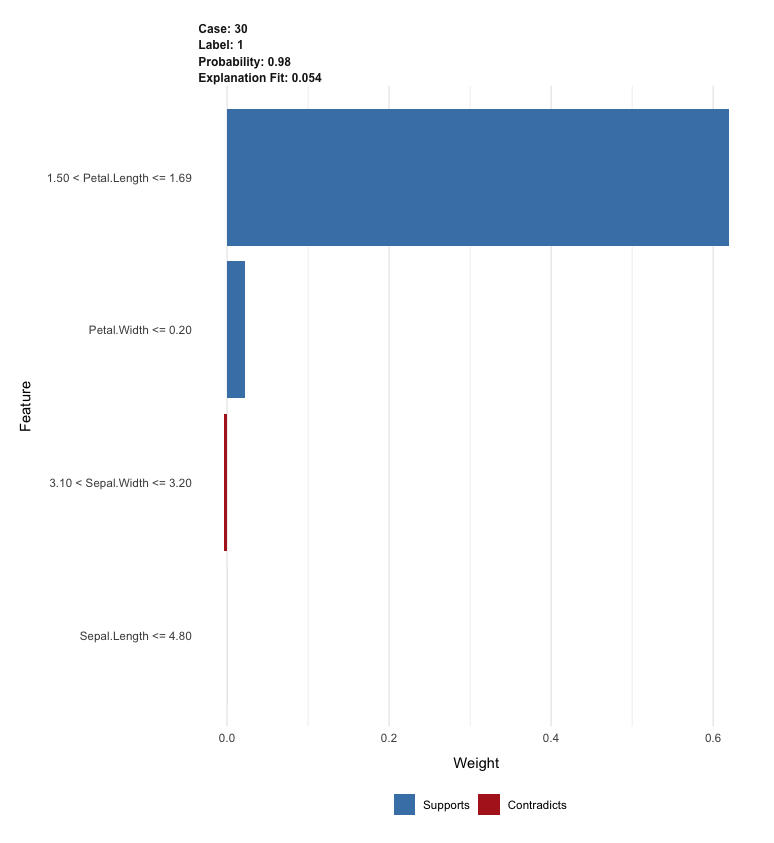 Case: 30
Label: 1
Probability: 0.98
Explanation Fit: 0.054
1.50 < Petal.Length <= 1.69
Petal.Width <= 0.20
3.10 < Sepal.Width <= 3.20
Sepal.Length <= 4.80
Feature
0.0 0.2 0.4 0.6
Weight
Supports Contradicts